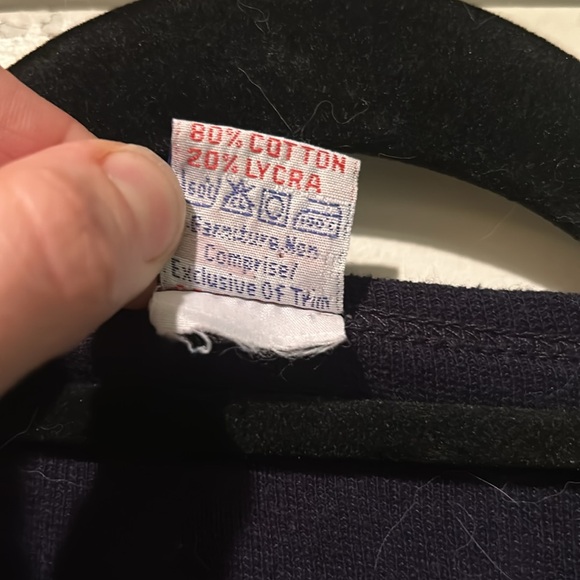 80% COTTON
20% LYCRA
Garniture Non
Comprise/
Exclusive Of Trim